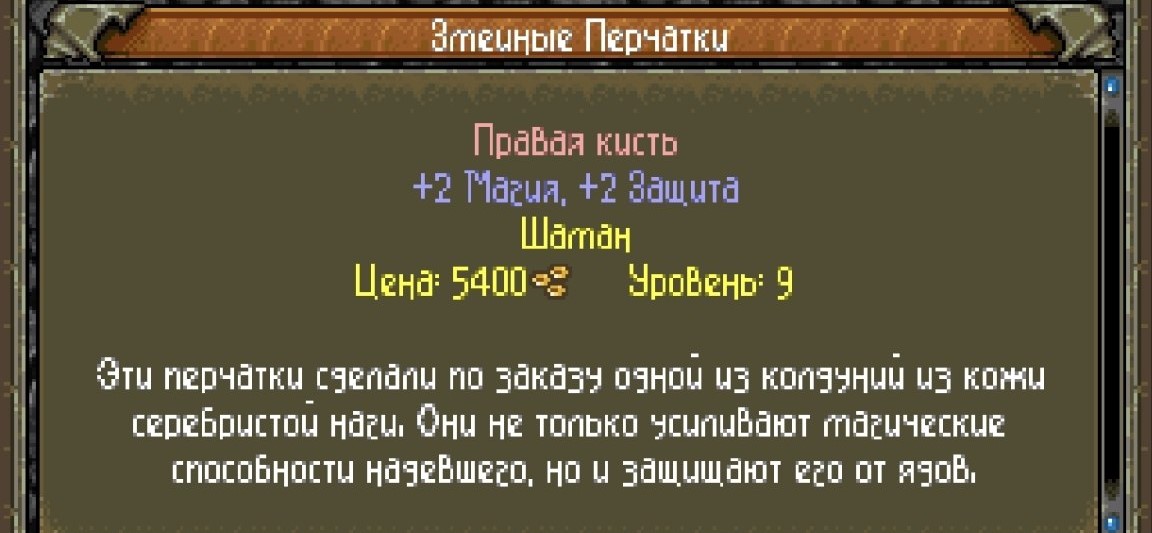 Змеиные Перчатки
Правая кисть
+2 Магия, +2 Защита
Шаман
Цена: 5400 Уровень: 9
Эти перчатки сделали по заказу одной из колдуний из кожи
серебристой наги. Они не только усиливают магические
способности надевшего, но и защищают его от ядов.